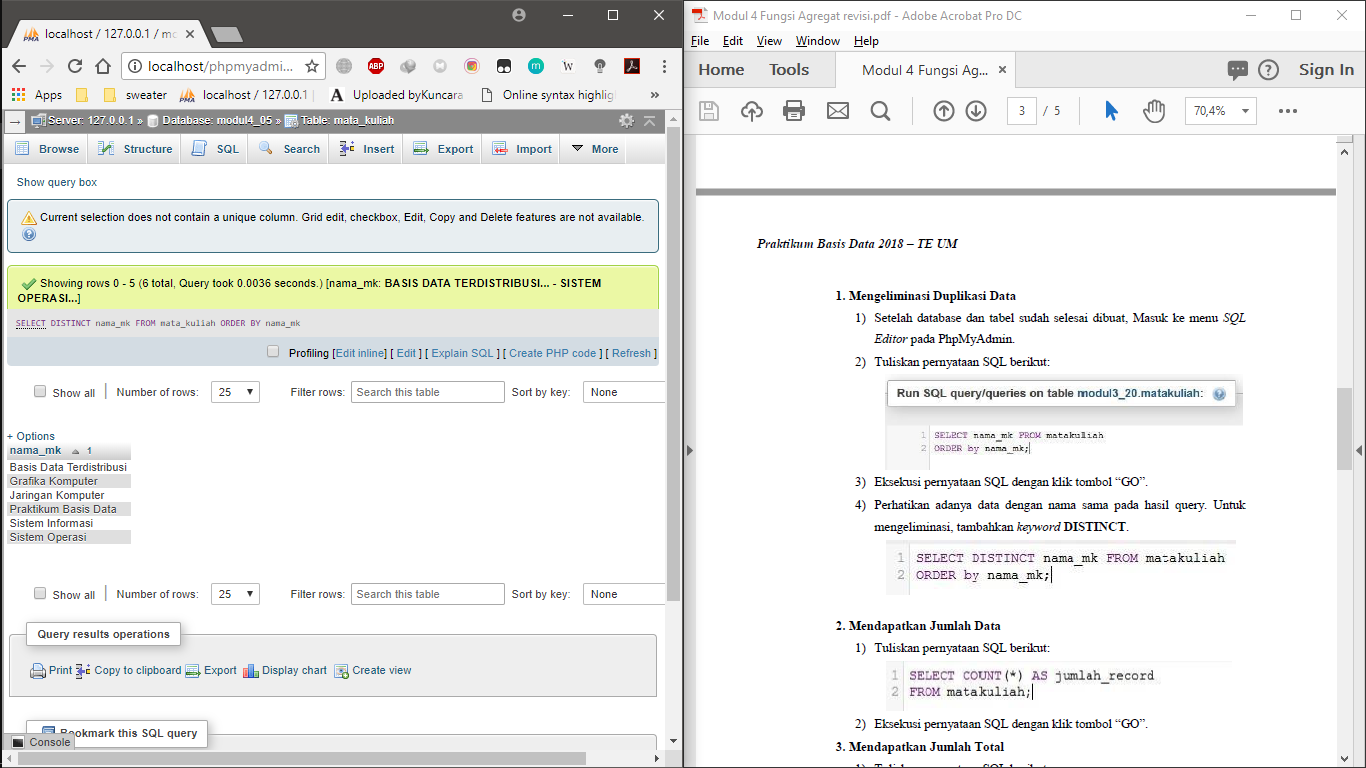 localhost / 127.0.0.1 / mo
localhost/phpmyadmi...
Apps
sweater
localhost / 127.0.0.1
Uploaded byKuncara
Online syntax highlig
»
Server: 127.0.0.1 » Database: modul4_05 » Table: mata_kuliah
Browse Structure SQL Search Insert Export Import More
Show query box
Current selection does not contain a unique column. Grid edit, checkbox, Edit, Copy and Delete features are not available.
Showing rows 0 - 5 (6 total, Query took 0.0036 seconds.) [nama_mk: BASIS DATA TERDISTRIBUSI... - SISTEM
OPERASI...]
SELECT DISTINCT nama_mk FROM mata_kuliah ORDER BY nama_mk
Profiling [Edit inline] [ Edit ] [ Explain SQL ] [ Create PHP code ] [ Refresh ]
Show all Number of rows: 25 Filter rows: Search this table Sort by key: None
+ Options
nama_mk 1
Basis Data Terdistribusi
Grafika Komputer
Jaringan Komputer
Praktikum Basis Data
Sistem Informasi
Sistem Operasi
Show all Number of rows: 25 Filter rows: Search this table Sort by key: None
Query results operations
Print Copy to clipboard Export Display chart Create view
Bookmark this SQL query
Console
Modul 4 Fungsi Agregat revisi.pdf - Adobe Acrobat Pro DC
File Edit View Window Help
Home Tools Modul 4 Fungsi Ag... × Sign In
3 / 5 70,4%
Praktikum Basis Data 2018 – TE UM
1. Mengeliminasi Duplikasi Data
1) Setelah database dan tabel sudah selesai dibuat, Masuk ke menu SQL
Editor pada PhpMyAdmin.
2) Tuliskan pernyataan SQL berikut:
Run SQL query/queries on table modul3_20.matakuliah:
1 SELECT nama_mk FROM matakuliah
2 ORDER by nama_mk;
3) Eksekusi pernyataan SQL dengan klik tombol “GO”.
4) Perhatikan adanya data dengan nama sama pada hasil query. Untuk
mengeliminasi, tambahkan keyword DISTINCT.
1 SELECT DISTINCT nama_mk FROM matakuliah
2 ORDER by nama_mk;
2. Mendapatkan Jumlah Data
1) Tuliskan pernyataan SQL berikut:
1 SELECT COUNT(*) AS jumlah_record
2 FROM matakuliah;
2) Eksekusi pernyataan SQL dengan klik tombol “GO”.
3. Mendapatkan Jumlah Total